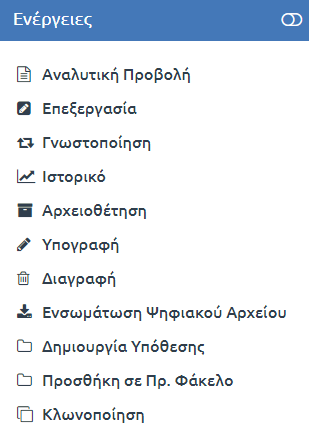 Ενέργειες
Αναλυτική Προβολή
Επεξεργασία
Γνωστοποίηση
Ιστορικό
Αρχειοθέτηση
Υπογραφή
Διαγραφή
Ενσωμάτωση Ψηφιακού Αρχείου
Δημιουργία Υπόθεσης
Προσθήκη σε Πρ. Φάκελο
Κλωνοποίηση